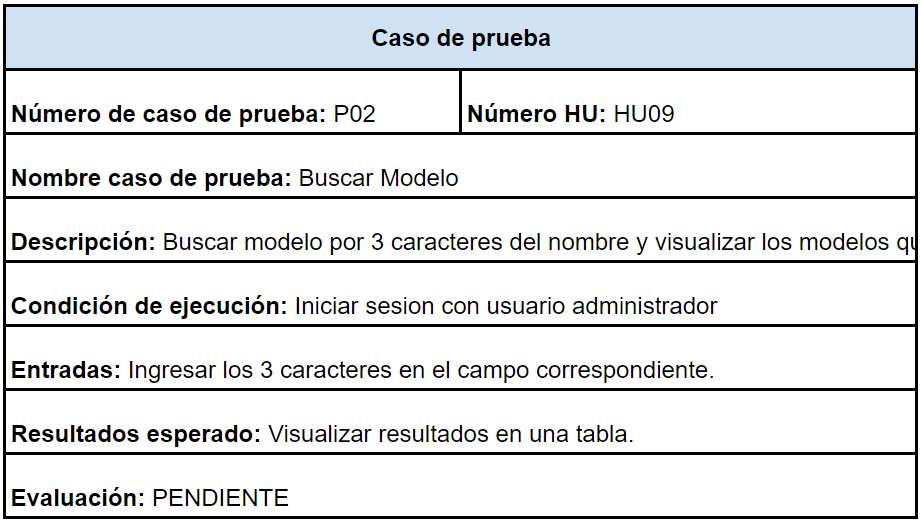 Caso de prueba
Número de caso de prueba: P02
Número HU: HU09
Nombre caso de prueba: Buscar Modelo
Descripción: Buscar modelo por 3 caracteres del nombre y visualizar los modelos
Condición de ejecución: Iniciar sesion con usuario administrador
Entradas: Ingresar los 3 caracteres en el campo correspondiente.
Resultados esperado: Visualizar resultados en una tabla.
Evaluación: PENDIENTE